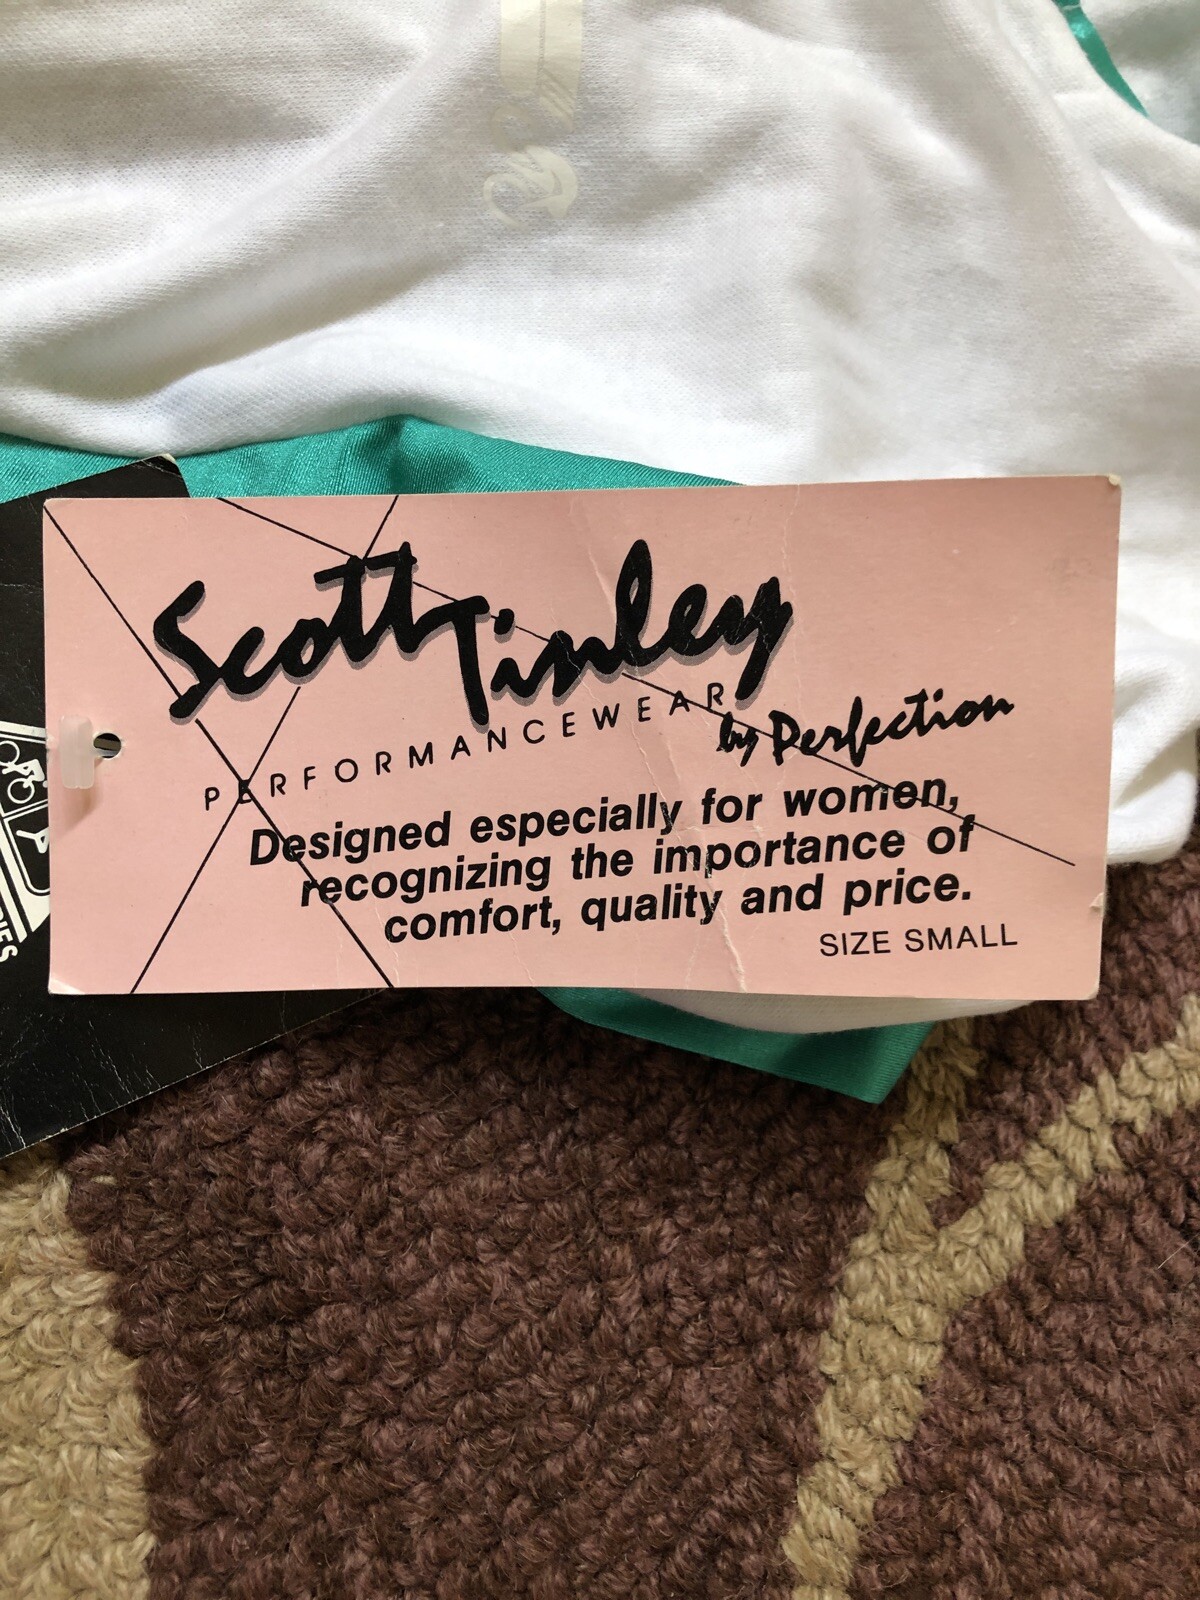 Scott Tinley
PERFORMANCEWEAR
by Perfection
Designed especially for women,
recognizing the importance of
comfort, quality and price.
SIZE SMALL